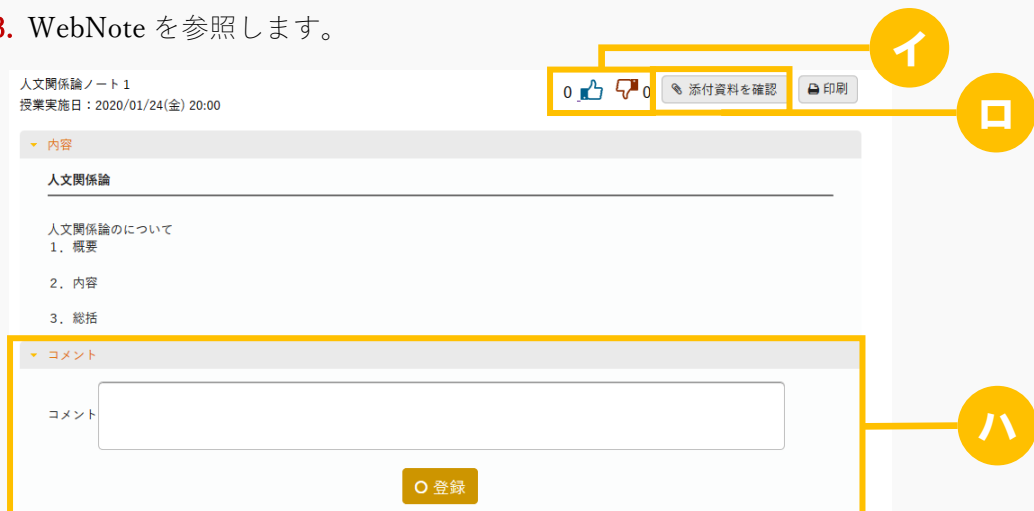 3. WebNote を参照します。
イ
人文関係論ノート1
授業実施日：2020/01/24(金) 20:00
0 0 添付資料を確認 印刷
ロ
内容
人文関係論
人文関係論のについて
1. 概要
2. 内容
3. 総括
コメント
コメント
ハ
登録